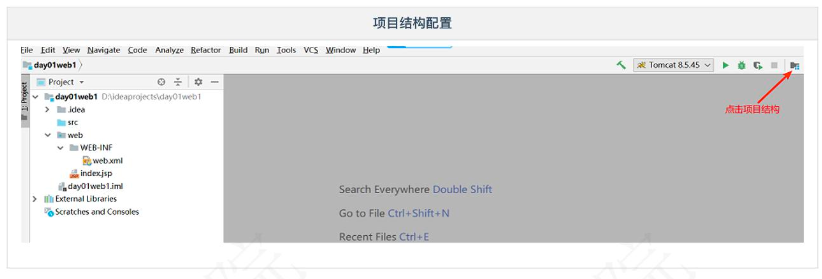 项目结构配置
File Edit View Navigate Code Analyze Refactor Build Run Tools VCS Window Help
day01web1
Tomcat 8.5.45
1: Project
Project
点击项目结构
day01web1 D:\ideaprojects\day01web1
.idea
src
web
WEB-INF
web.xml
index.jsp
day01web1.iml
External Libraries
Scratches and Consoles
Search Everywhere Double Shift
Go to File Ctrl+Shift+N
Recent Files Ctrl+E